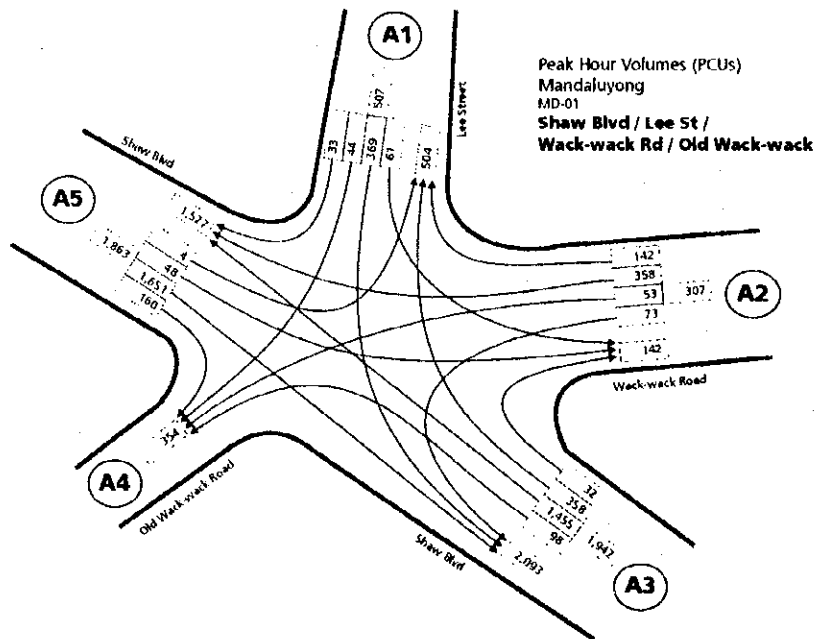 A1
Peak Hour Volumes (PCUs)
Mandaluyong
MD-01
Shaw Blvd / Lee St /
Wack-wack Rd / Old Wack-wack
507
33
44
369
61
504
Lee Street
Shaw Blvd
A5
1,527
4
48
1,651
160
1,863
142
358
53
73
307
142
A2
Wack-wack Road
354
A4
Old Wack-wack Road
Shaw Blvd
32
358
1,455
98
1,942
2,093
A3